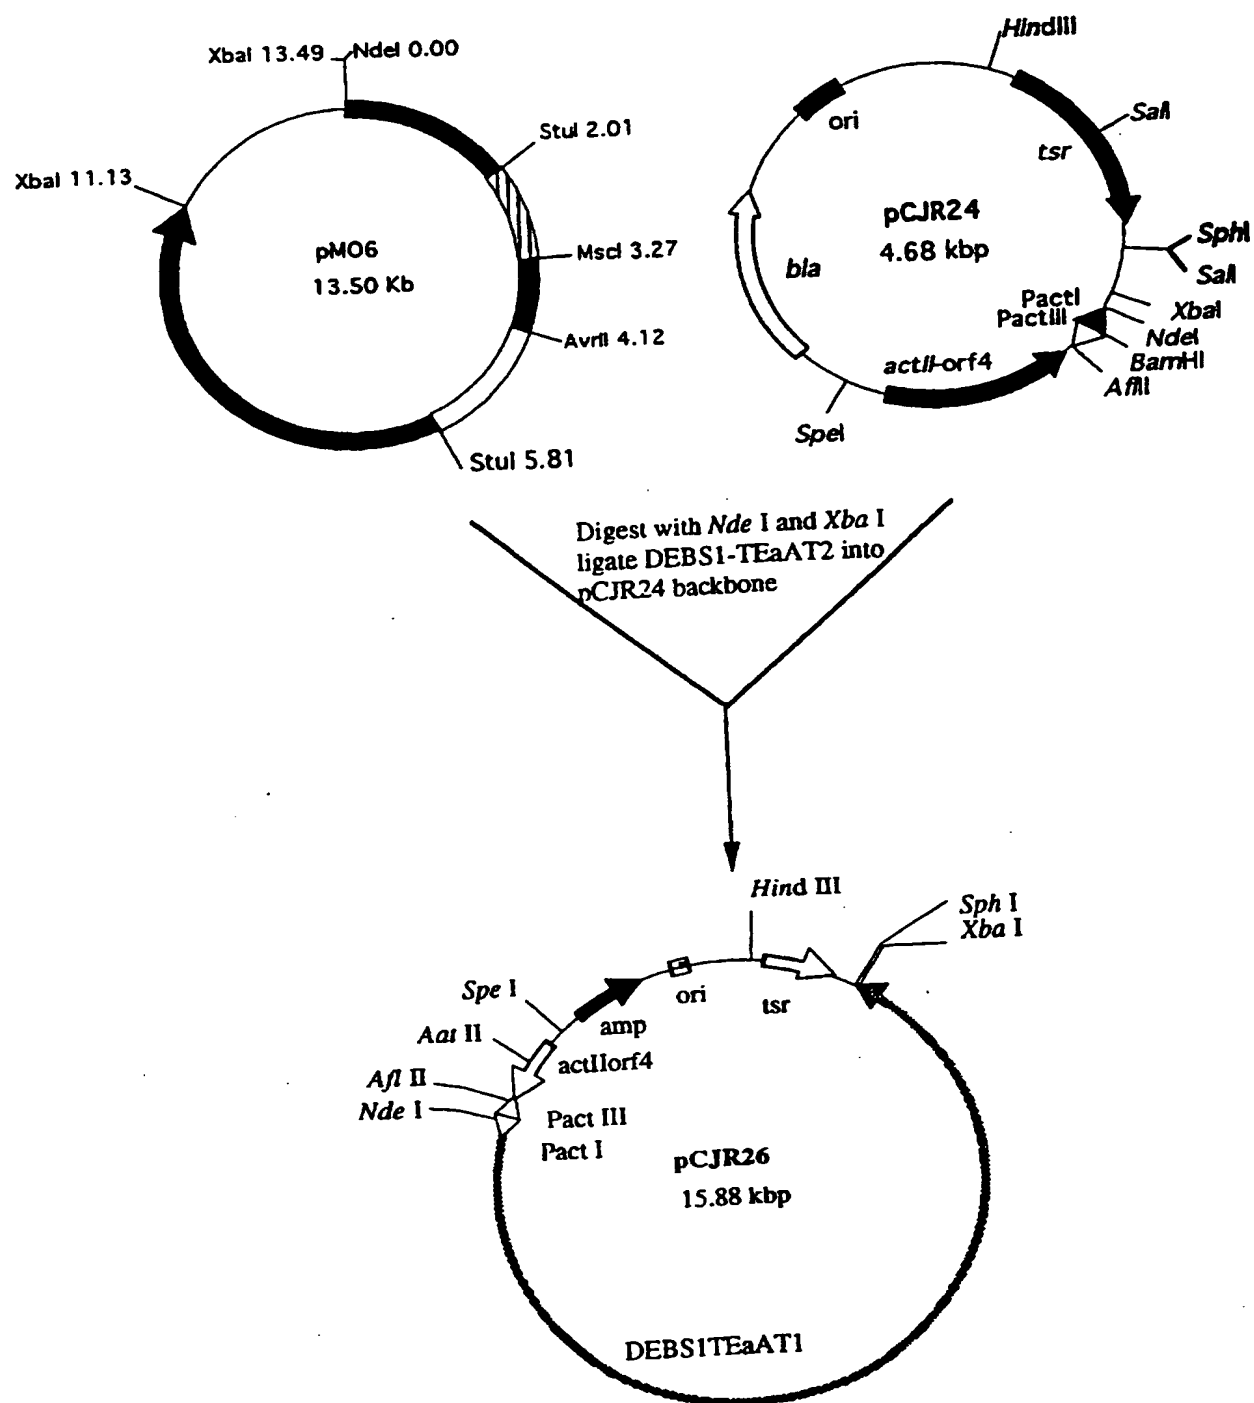 XbaI 13.49
NdeI 0.00
StuI 2.01
XbaI 11.13
pMO6
13.50 Kb
MscI 3.27
AvrII 4.12
StuI 5.81
HindIII
ori
SalI
tsr
pCJR24
4.68 kbp
SphI
SalI
bla
PactI
PactIII
XbaI
NdeI
BamHI
AflII
actII-orf4
SpeI
Digest with Nde I and Xba I
ligate DEBS1-TEaAT2 into
pCJR24 backbone
Hind III
Sph I
Xba I
Spe I
ori
tsr
amp
Aat II
actIIorf4
Afl II
Nde I
Pact III
Pact I
pCJR26
15.88 kbp
DEBS1TEaAT1